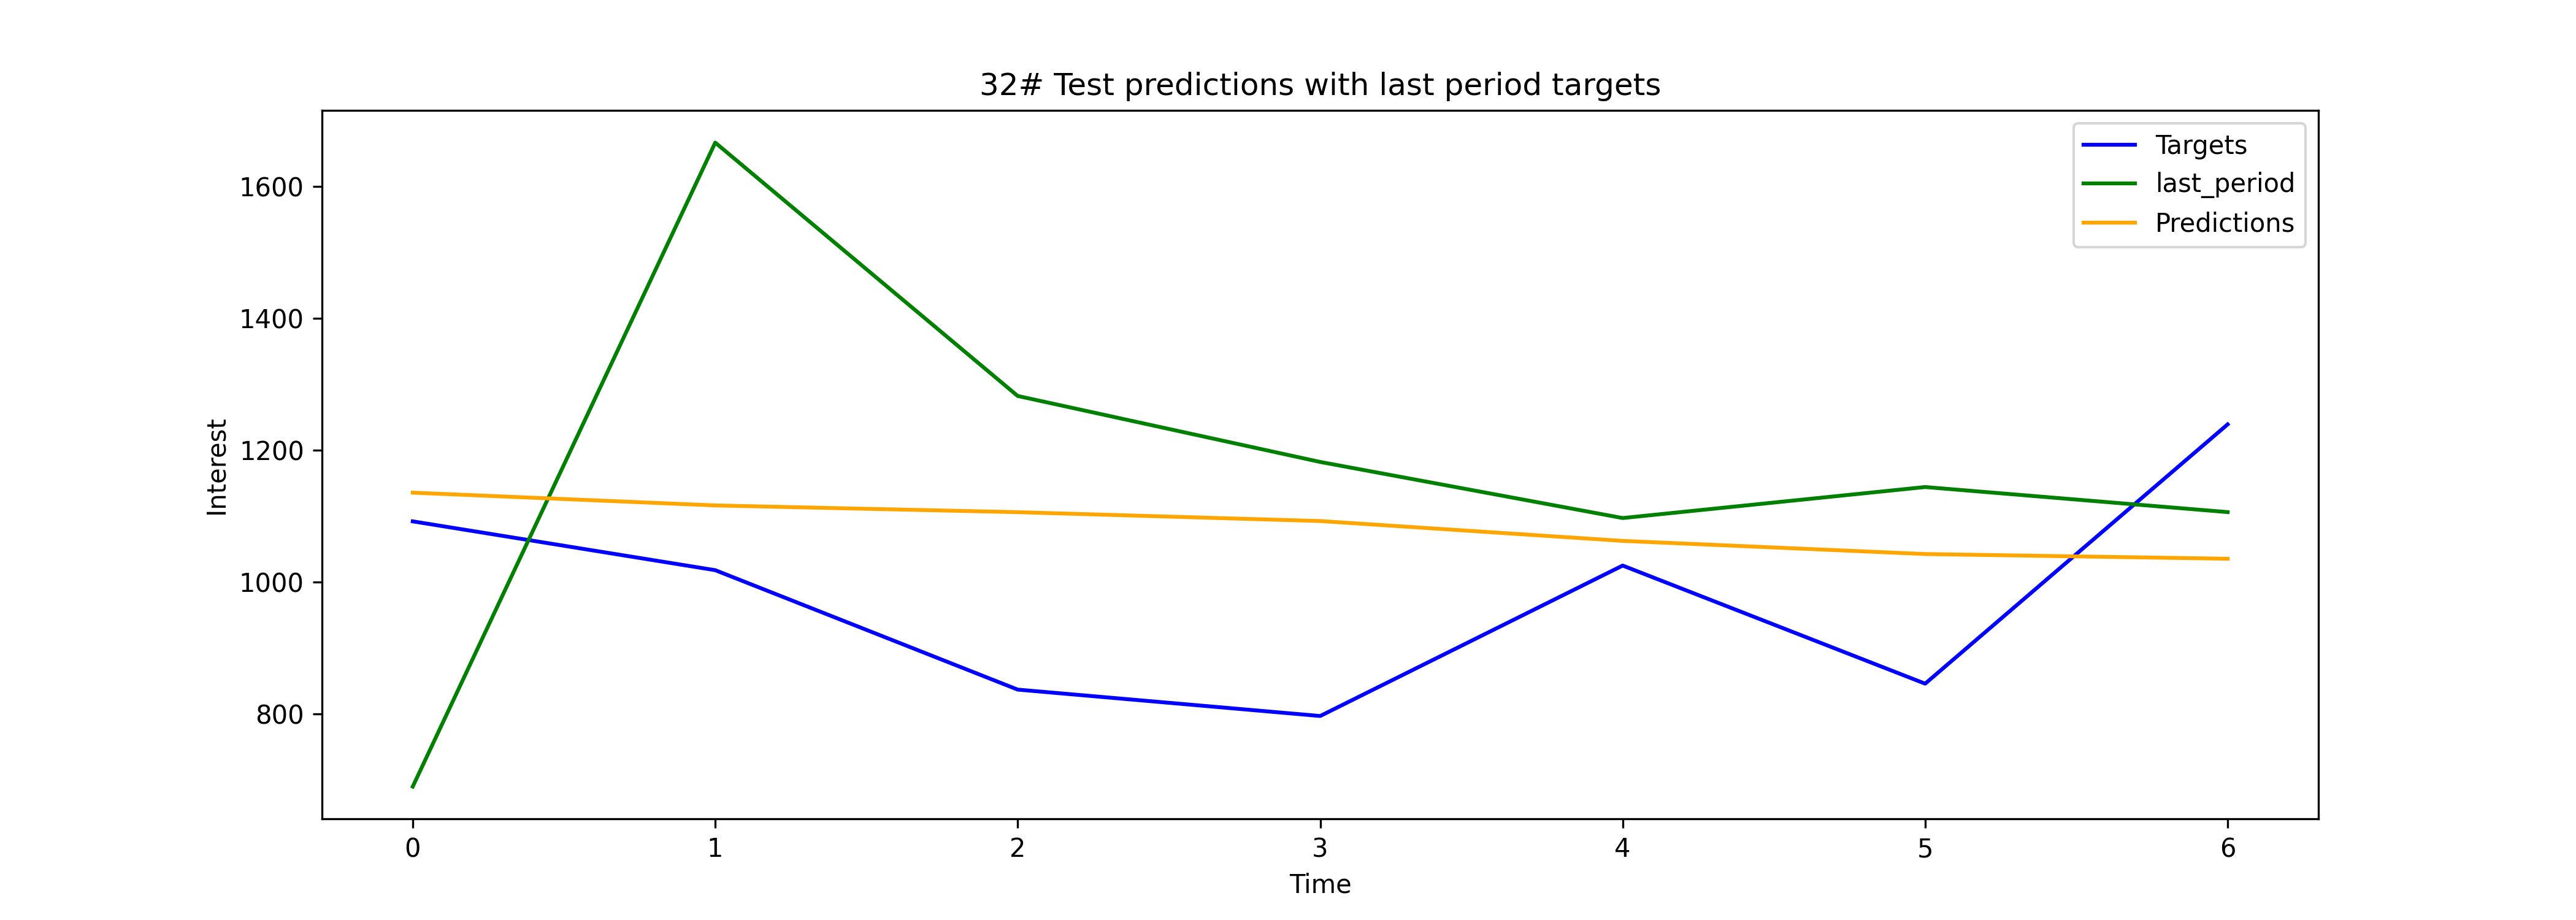 32# Test predictions with last period targets
Targets
last_period
Predictions
Interest
1600
1400
1200
1000
800
0 1 2 3 4 5 6
Time